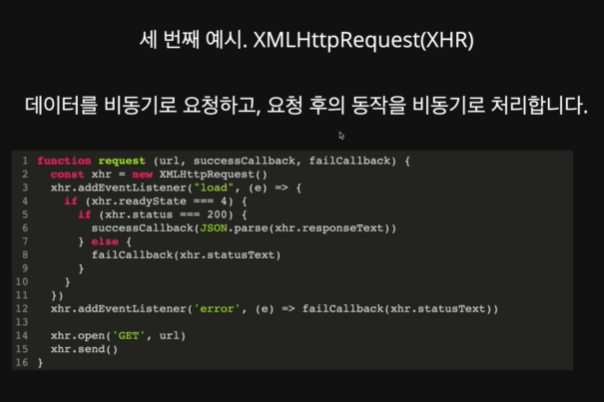 세 번째 예시. XMLHttpRequest(XHR)
데이터를 비동기로 요청하고, 요청 후의 동작을 비동기로 처리합니다.
1 function request (url, successCallback, failCallback) {
2   const xhr = new XMLHttpRequest()
3   xhr.addEventListener("load", (e) => {
4     if (xhr.readyState === 4) {
5       if (xhr.status === 200) {
6         successCallback(JSON.parse(xhr.responseText))
7       } else {
8         failCallback(xhr.statusText)
9       }
10     }
11   })
12   xhr.addEventListener('error', (e) => failCallback(xhr.statusText))
13
14   xhr.open('GET', url)
15   xhr.send()
16 }